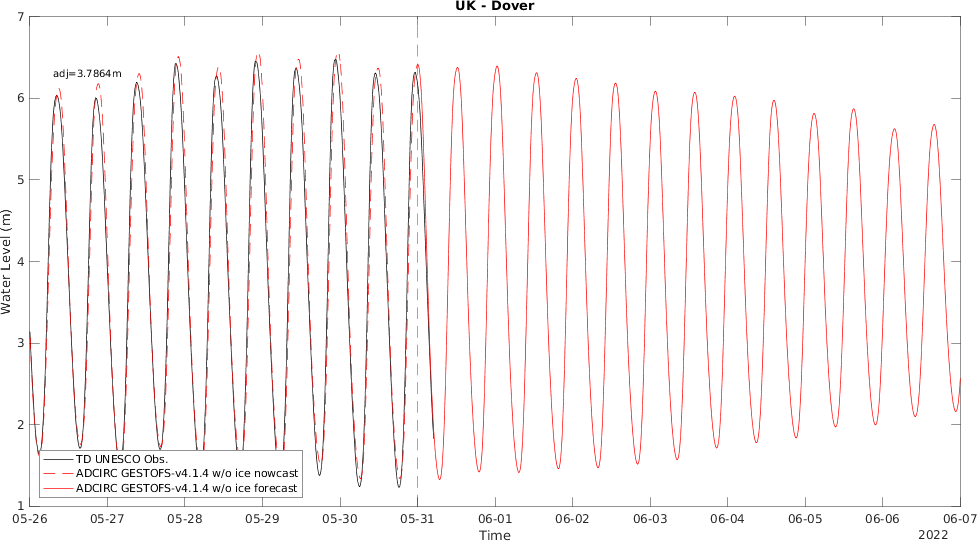 UK - Dover
7
adj=3.7864m
6
5
4
3
2
1
Water Level (m)
TD UNESCO Obs.
ADCIRC GESTOFS-v4.1.4 w/o ice nowcast
ADCIRC GESTOFS-v4.1.4 w/o ice forecast
05-26 05-27 05-28 05-29 05-30 05-31 06-01 06-02 06-03 06-04 06-05 06-06 06-07
Time
2022